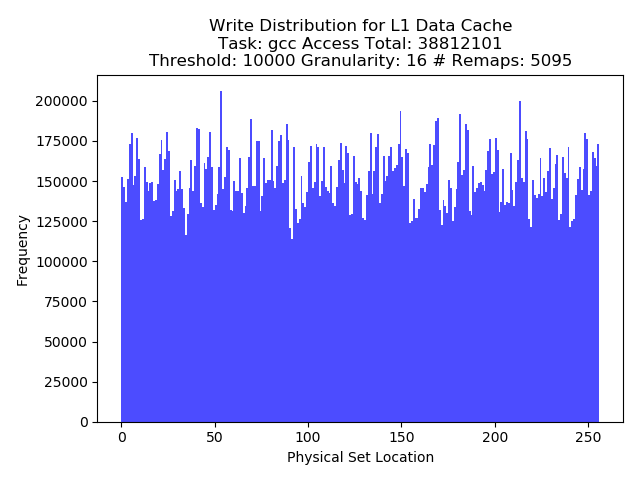 Write Distribution for L1 Data Cache
Task: gcc Access Total: 38812101
Threshold: 10000 Granularity: 16 # Remaps: 5095
Frequency
200000
175000
150000
125000
100000
75000
50000
25000
0
0 50 100 150 200 250
Physical Set Location